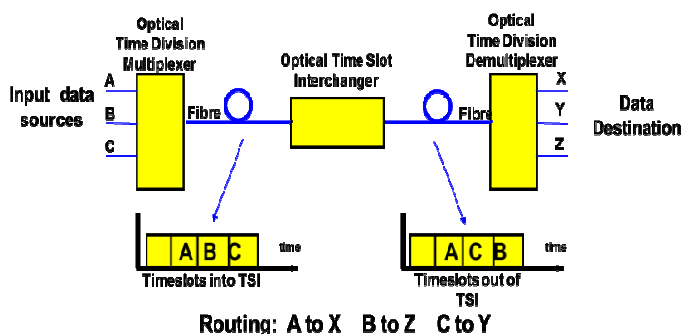 Optical
Time Division
Multiplexer
Optical Time Slot
Interchanger
Optical
Time Division
Demultiplexer
Input data
sources
A
B
C
Fibre
Fibre
X
Y
Z
Data
Destination
A B C
time
Timeslots into TSI
A C B
time
Timeslots out of
TSI
Routing: A to X B to Z C to Y